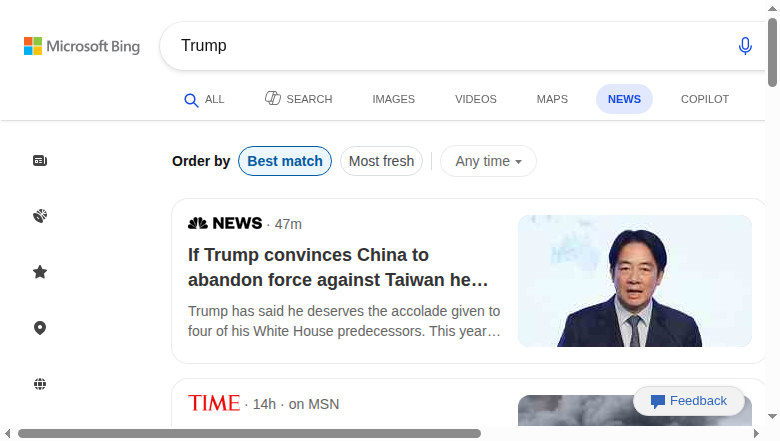 Microsoft Bing
Trump
ALL
SEARCH
IMAGES
VIDEOS
MAPS
NEWS
COPILOT
Order by
Best match
Most fresh
Any time
NEWS · 47m
If Trump convinces China to
abandon force against Taiwan he…
Trump has said he deserves the accolade given to
four of his White House predecessors. This year…
TIME · 14h · on MSN
Feedback